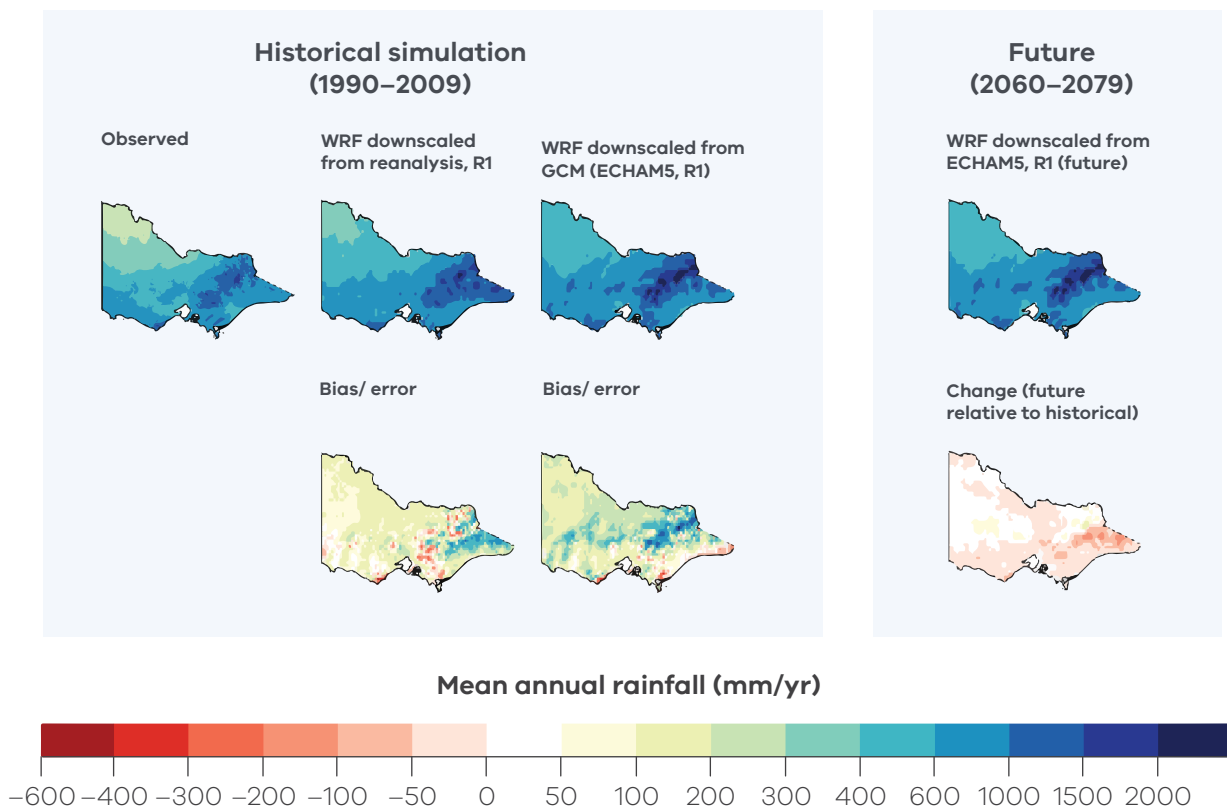 Historical simulation
(1990–2009)
Future
(2060–2079)
Observed
WRF downscaled
from reanalysis, R1
WRF downscaled from
GCM (ECHAM5, R1)
WRF downscaled from
ECHAM5, R1 (future)
Bias/ error
Bias/ error
Change (future
relative to historical)
Mean annual rainfall (mm/yr)
−600 −400 −300 −200 −100 −50 0 50 100 200 300 400 600 1000 1500 2000